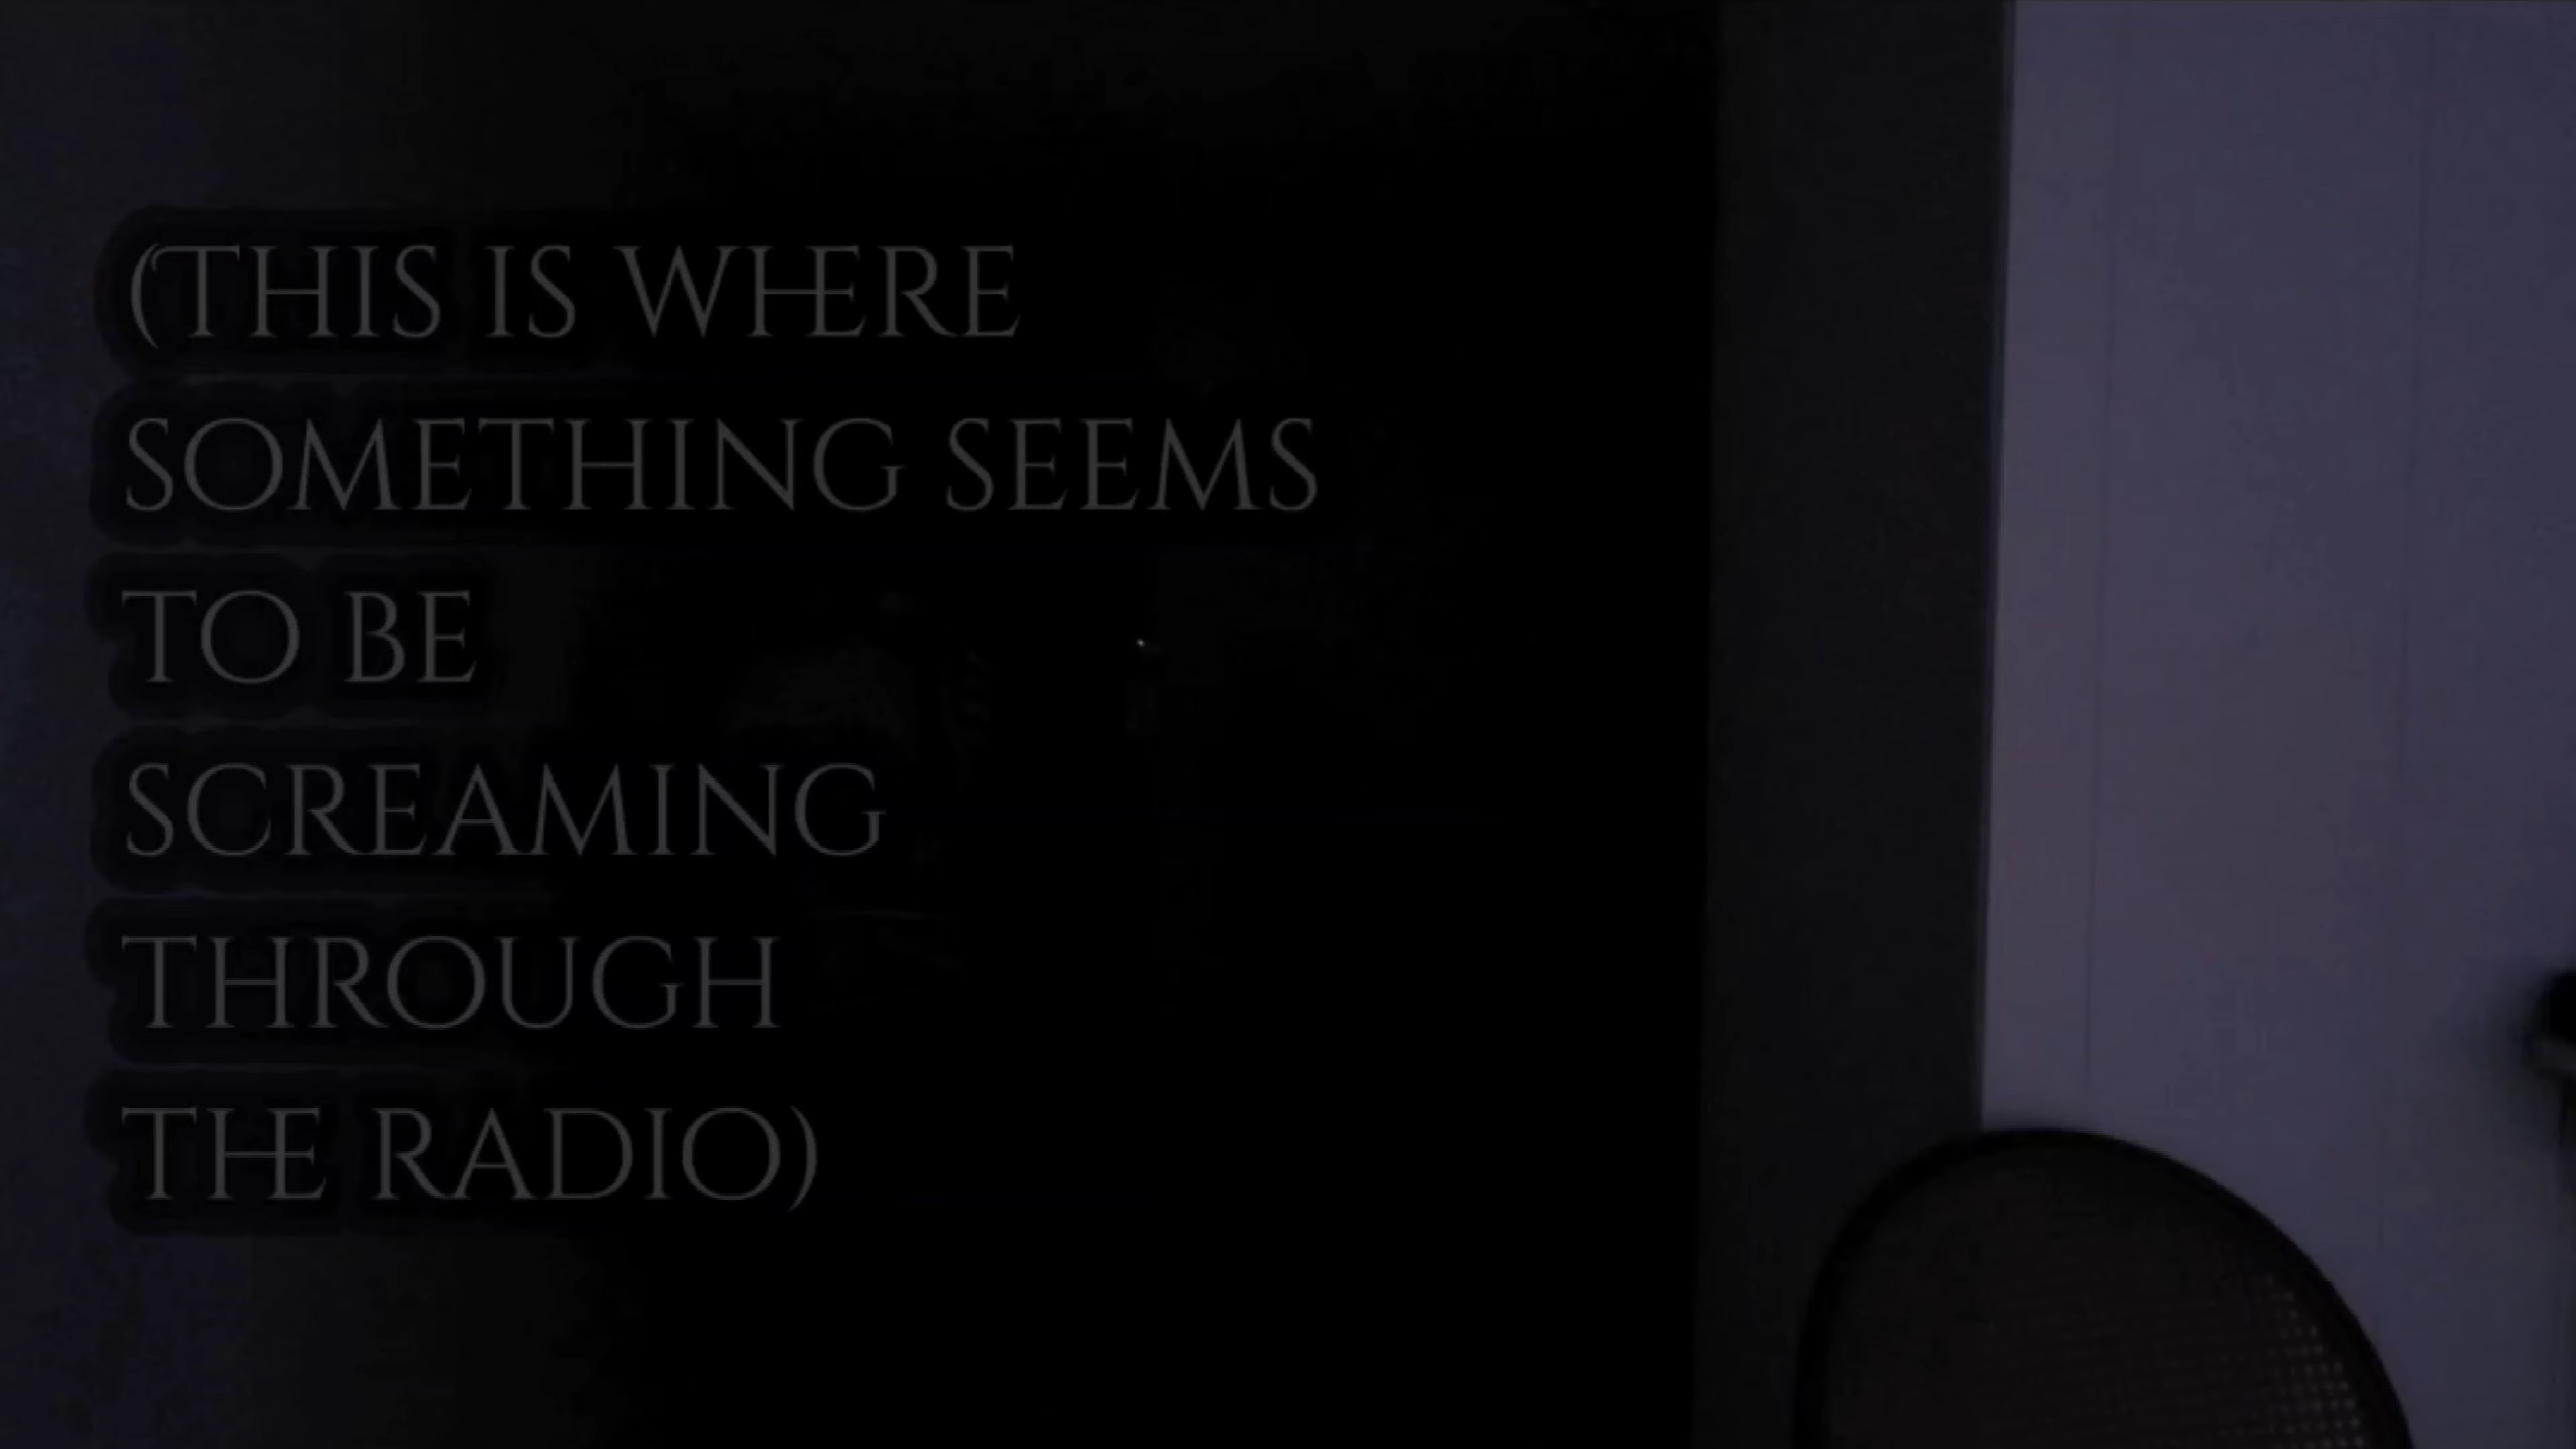 (THIS IS WHERE
SOMETHING SEEMS
TO BE
SCREAMING
THROUGH
THE RADIO)